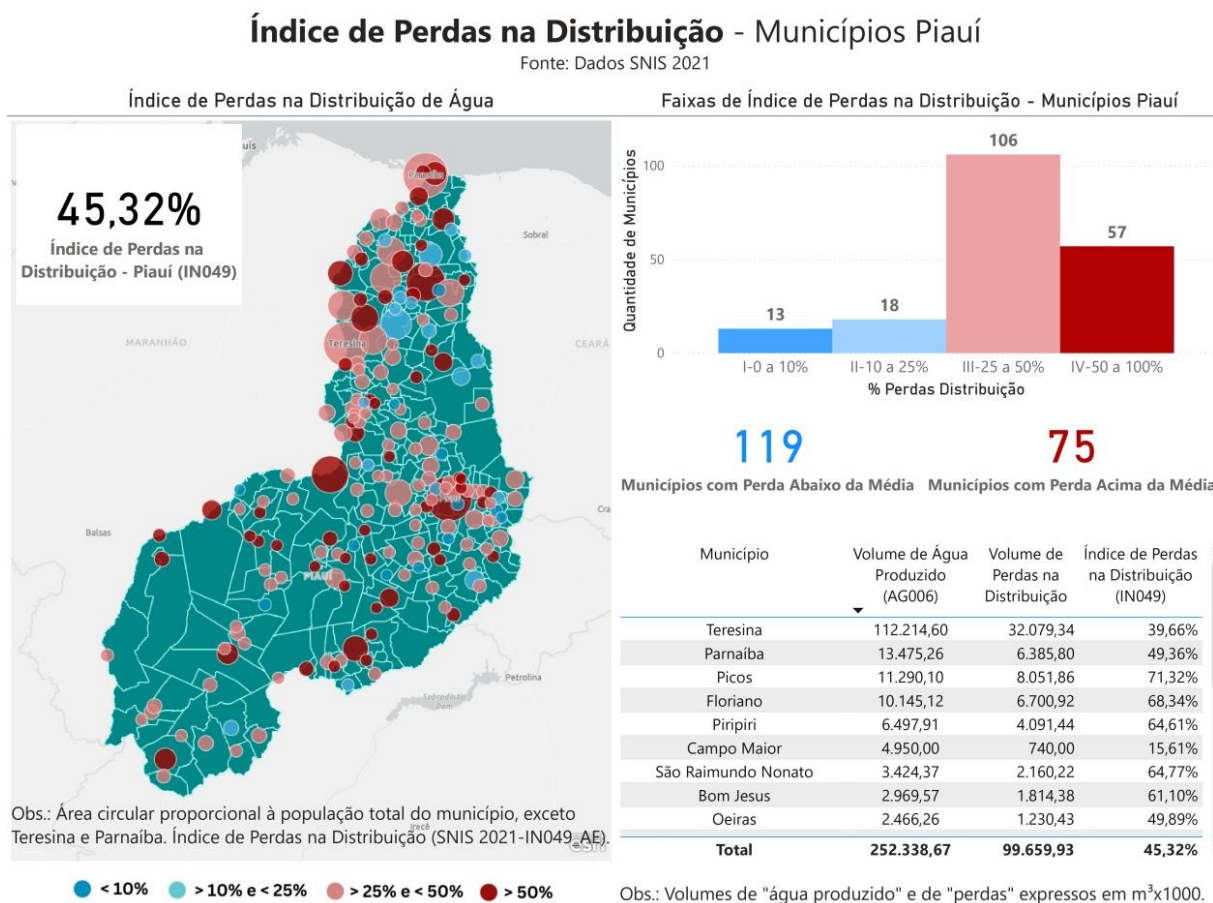 Índice de Perdas na Distribuição - Municípios Piauí
Fonte: Dados SNIS 2021
Índice de Perdas na Distribuição de Água
45,32%
Índice de Perdas na
Distribuição - Piauí (IN049)
uís
Parnaíba
Sobral
MARANHÃO
Teresina
CEARÁ
Picos
Cra
Balsas
PIAUÍ
Petrolina
Sobradinho
Dam
Irecê
esri
Obs.: Área circular proporcional à população total do município, exceto
Teresina e Parnaíba. Índice de Perdas na Distribuição (SNIS 2021-IN049_AE).
< 10%
> 10% e < 25%
> 25% e < 50%
> 50%
Faixas de Índice de Perdas na Distribuição - Municípios Piauí
Quantidade de Municípios
100
50
0
13
18
106
57
I-0 a 10%
II-10 a 25%
III-25 a 50%
IV-50 a 100%
% Perdas Distribuição
119
Municípios com Perda Abaixo da Média
75
Municípios com Perda Acima da Média
Município Volume de Água Volume de Índice de Perdas
Produzido Perdas na na Distribuição
(AG006) Distribuição (IN049)
Teresina 112.214,60 32.079,34 39,66%
Parnaíba 13.475,26 6.385,80 49,36%
Picos 11.290,10 8.051,86 71,32%
Floriano 10.145,12 6.700,92 68,34%
Piripiri 6.497,91 4.091,44 64,61%
Campo Maior 4.950,00 740,00 15,61%
São Raimundo Nonato 3.424,37 2.160,22 64,77%
Bom Jesus 2.969,57 1.814,38 61,10%
Oeiras 2.466,26 1.230,43 49,89%
Total 252.338,67 99.659,93 45,32%
Obs.: Volumes de "água produzido" e de "perdas" expressos em m³x1000.